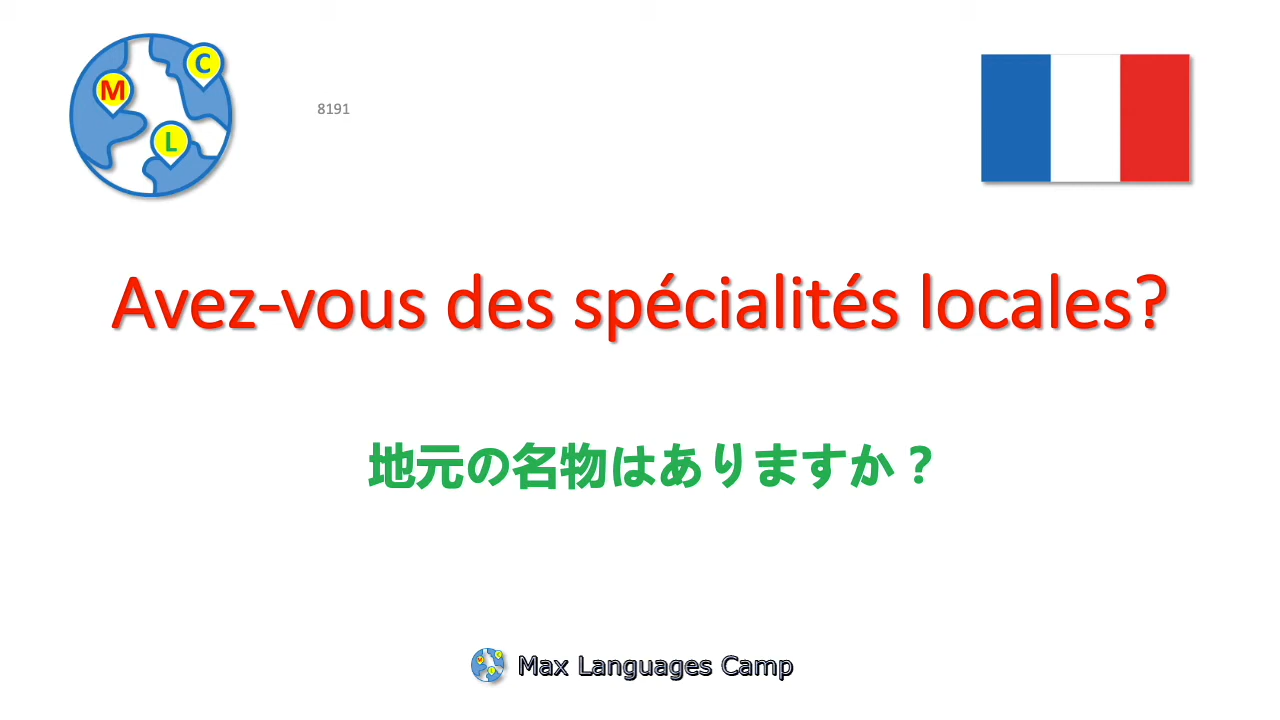 C
M
L
8191
Avez-vous des spécialités locales?
地元の名物はありますか？
Max Languages Camp